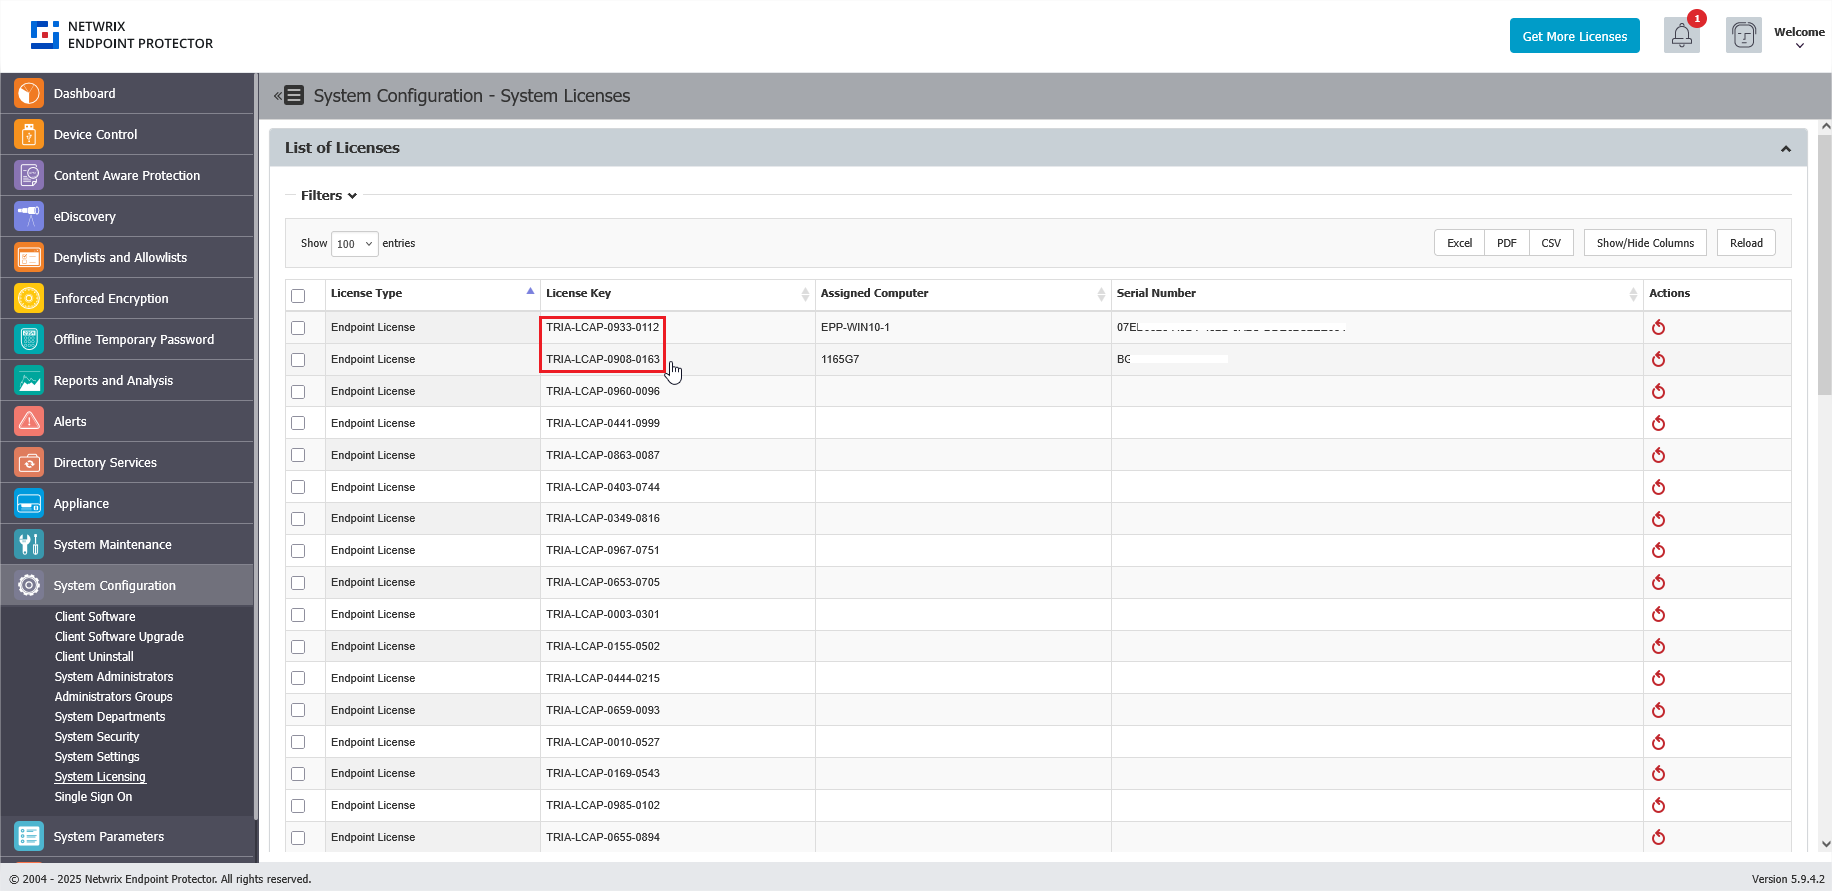 NETWRIX
ENDPOINT PROTECTOR
Get More Licenses
1
Welcome
Dashboard
Device Control
Content Aware Protection
eDiscovery
Denylists and Allowlists
Enforced Encryption
Offline Temporary Password
Reports and Analysis
Alerts
Directory Services
Appliance
System Maintenance
System Configuration
Client Software
Client Software Upgrade
Client Uninstall
System Administrators
Administrators Groups
System Departments
System Security
System Settings
System Licensing
Single Sign On
System Parameters
« System Configuration - System Licenses
List of Licenses
Filters
Show 100 entries
Excel PDF CSV Show/Hide Columns Reload
License Type License Key Assigned Computer Serial Number Actions
Endpoint License TRIA-LCAP-0933-0112 EPP-WIN10-1
Endpoint License TRIA-LCAP-0908-0163 1165G7
Endpoint License TRIA-LCAP-0960-0096
Endpoint License TRIA-LCAP-0441-0999
Endpoint License TRIA-LCAP-0863-0087
Endpoint License TRIA-LCAP-0403-0744
Endpoint License TRIA-LCAP-0349-0816
Endpoint License TRIA-LCAP-0967-0751
Endpoint License TRIA-LCAP-0653-0705
Endpoint License TRIA-LCAP-0003-0301
Endpoint License TRIA-LCAP-0155-0502
Endpoint License TRIA-LCAP-0444-0215
Endpoint License TRIA-LCAP-0659-0093
Endpoint License TRIA-LCAP-0010-0527
Endpoint License TRIA-LCAP-0169-0543
Endpoint License TRIA-LCAP-0985-0102
Endpoint License TRIA-LCAP-0655-0894
© 2004 - 2025 Netwrix Endpoint Protector. All rights reserved.
Version 5.9.4.2